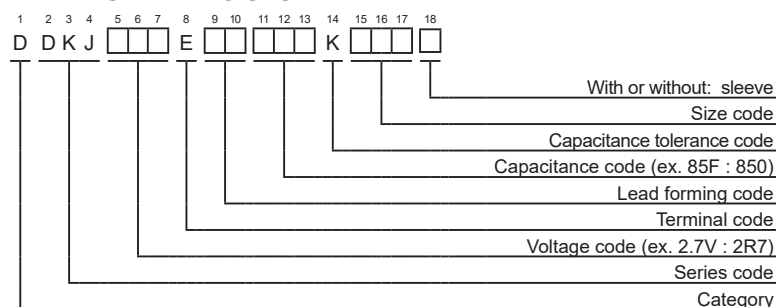 1 2 3 4 5 6 7 8 9 10 11 12 13 14 15 16 17 18
D D K J □□□ E □□ □□□ K □□□ □
With or without: sleeve
Size code
Capacitance tolerance code
Capacitance code (ex. 85F : 850)
Lead forming code
Terminal code
Voltage code (ex. 2.7V : 2R7)
Series code
Category